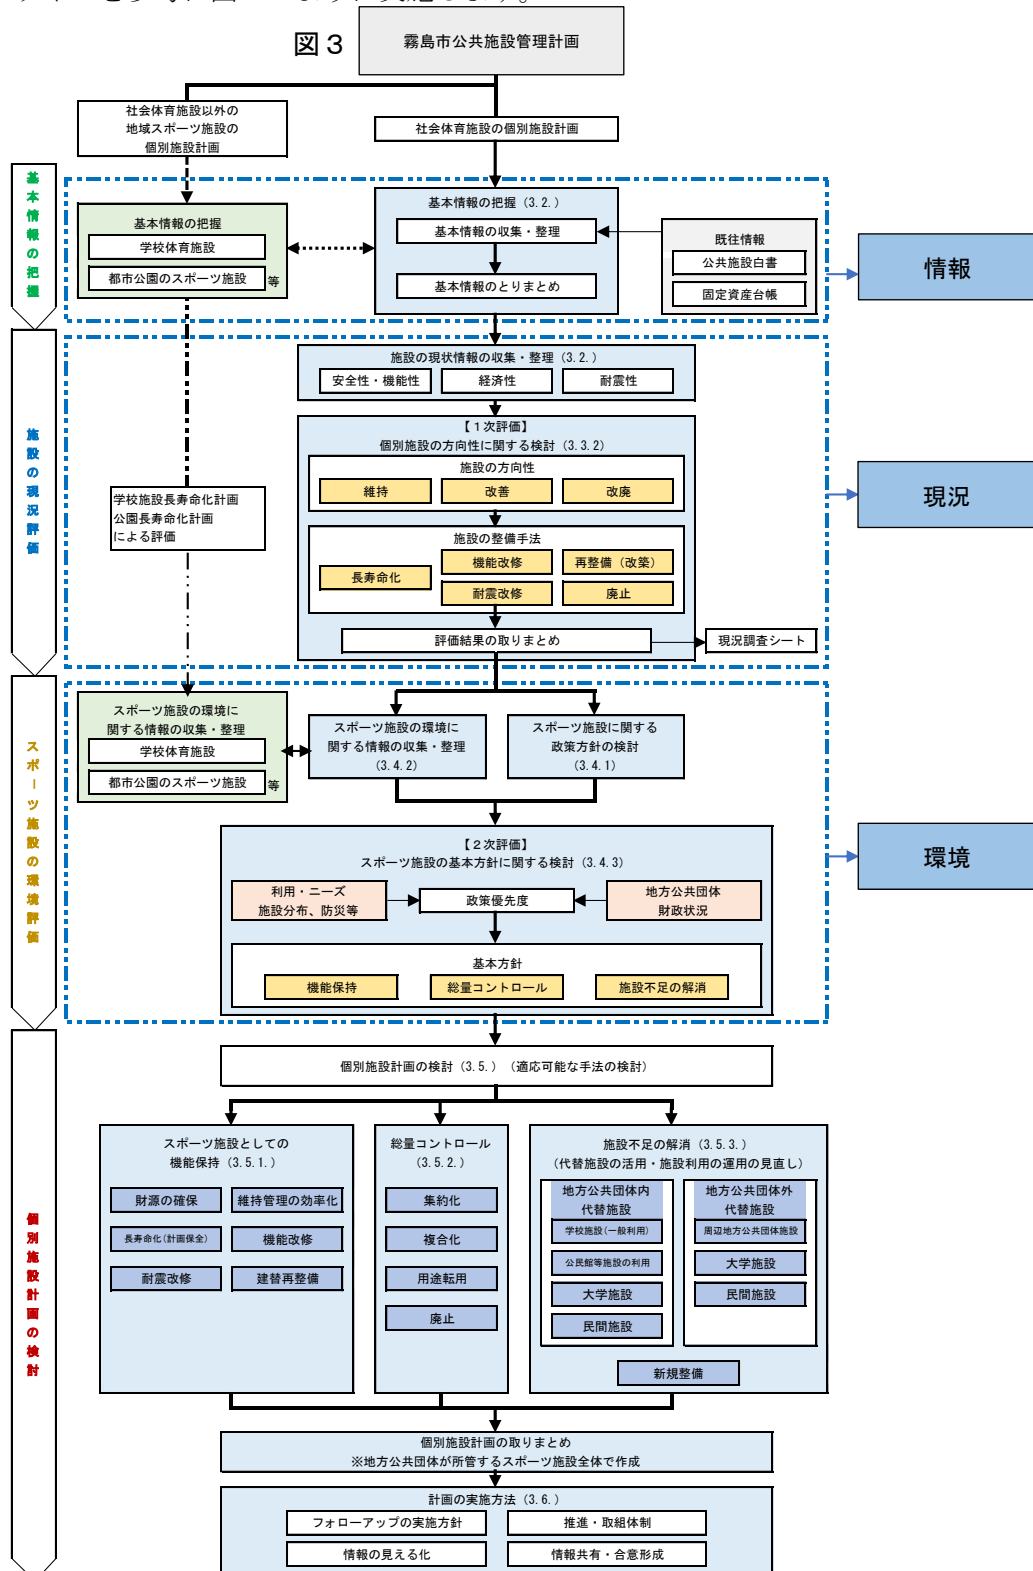 図３
霧島市公共施設管理計画
社会体育施設以外の
地域スポーツ施設の
個別施設計画
社会体育施設の個別施設計画
基本情報の把握
基本情報の把握
学校体育施設
都市公園のスポーツ施設
等
基本情報の把握（3.2.）
基本情報の収集・整理
基本情報のとりまとめ
既往情報
公共施設白書
固定資産台帳
情報
施設の現況評価
施設の現状情報の収集・整理（3.2.）
安全性・機能性
経済性
耐震性
【１次評価】
個別施設の方向性に関する検討（3.3.2）
施設の方向性
維持
改善
改廃
施設の整備手法
長寿命化
機能改修
再整備（改築）
耐震改修
廃止
評価結果の取りまとめ
現況調査シート
学校施設長寿命化計画
公園長寿命化計画
による評価
現況
スポーツ施設の環境評価
スポーツ施設の環境に
関する情報の収集・整理
学校体育施設
都市公園のスポーツ施設
等
スポーツ施設の環境に
関する情報の収集・整理
（3.4.2）
スポーツ施設に関する
政策方針の検討
（3.4.1）
【２次評価】
スポーツ施設の基本方針に関する検討（3.4.3）
利用・ニーズ
施設分布、防災等
政策優先度
地方公共団体
財政状況
基本方針
機能保持
総量コントロール
施設不足の解消
環境
個別施設計画の検討
個別施設計画の検討（3.5.）（適応可能な手法の検討）
スポーツ施設としての
機能保持（3.5.1.）
財源の確保
維持管理の効率化
長寿命化（計画保全）
機能改修
耐震改修
建替再整備
総量コントロール
（3.5.2.）
集約化
複合化
用途転用
廃止
施設不足の解消（3.5.3.）
（代替施設の活用・施設利用の運用の見直し）
地方公共団体内
代替施設
学校施設（一般利用）
公民館等施設の利用
大学施設
民間施設
地方公共団体外
代替施設
周辺地方公共団体施設
大学施設
民間施設
新規整備
個別施設計画の取りまとめ
※地方公共団体が所管するスポーツ施設全体で作成
計画の実施方法（3.6.）
フォローアップの実施方針
推進・取組体制
情報の見える化
情報共有・合意形成